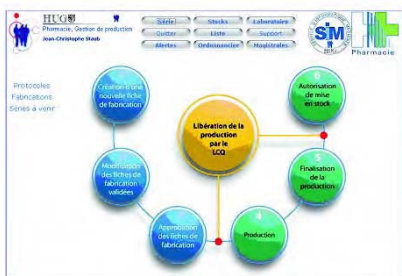 HUG
Pharmacie, Gestion de production
Jean-Christophe Staub
Série
Stocks
Laboratoire
Quitter
Liste
Support
Alertes
Ordonnancier
Magistrales
SM
Pharmacie
Protocoles
Fabrications
Séries à venir
Création d'une
nouvelle fiche
de fabrication
Modification
des fiches de
fabrication
validées
Approbation
des fiches de
fabrication
Libération de la
production
par le
LCQ
4
Production
5
Finalisation
de la
production
6
Autorisation
de mise
en stock